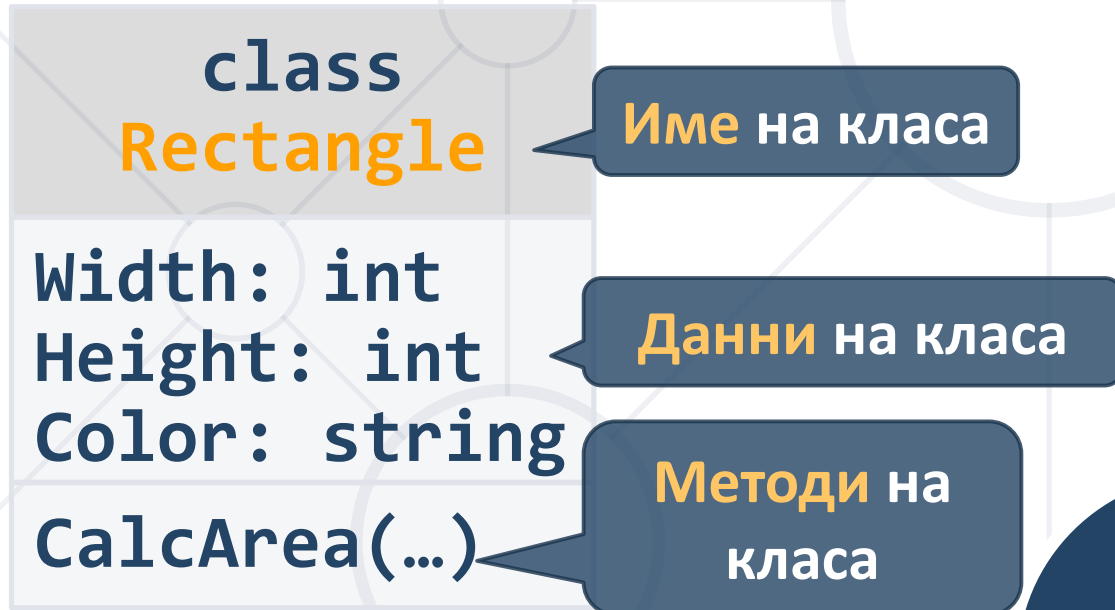 class
Rectangle
Име на класа
Width: int
Height: int
Color: string
Данни на класа
CalcArea(…)
Методи на
класа